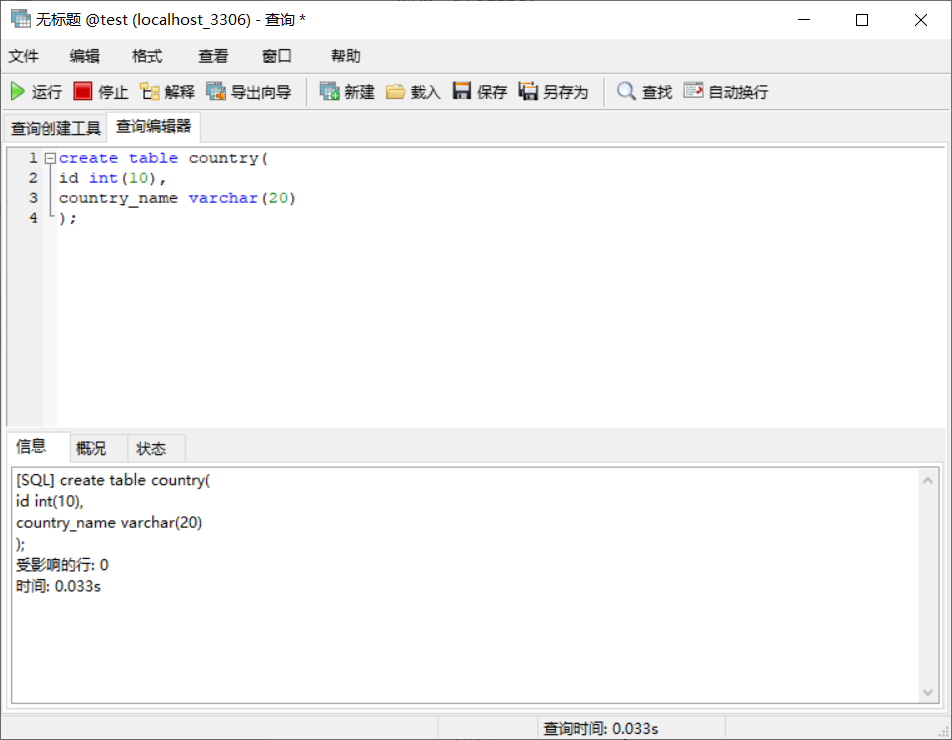 无标题 @test (localhost_3306) - 查询 *
文件 编辑 格式 查看 窗口 帮助
运行 停止 解释 导出向导 新建 载入 保存 另存为 查找 自动换行
查询创建工具 查询编辑器
1 create table country(
2 id int(10),
3 country_name varchar(20)
4 );
信息 概况 状态
[SQL] create table country(
id int(10),
country_name varchar(20)
);
受影响的行: 0
时间: 0.033s
查询时间: 0.033s